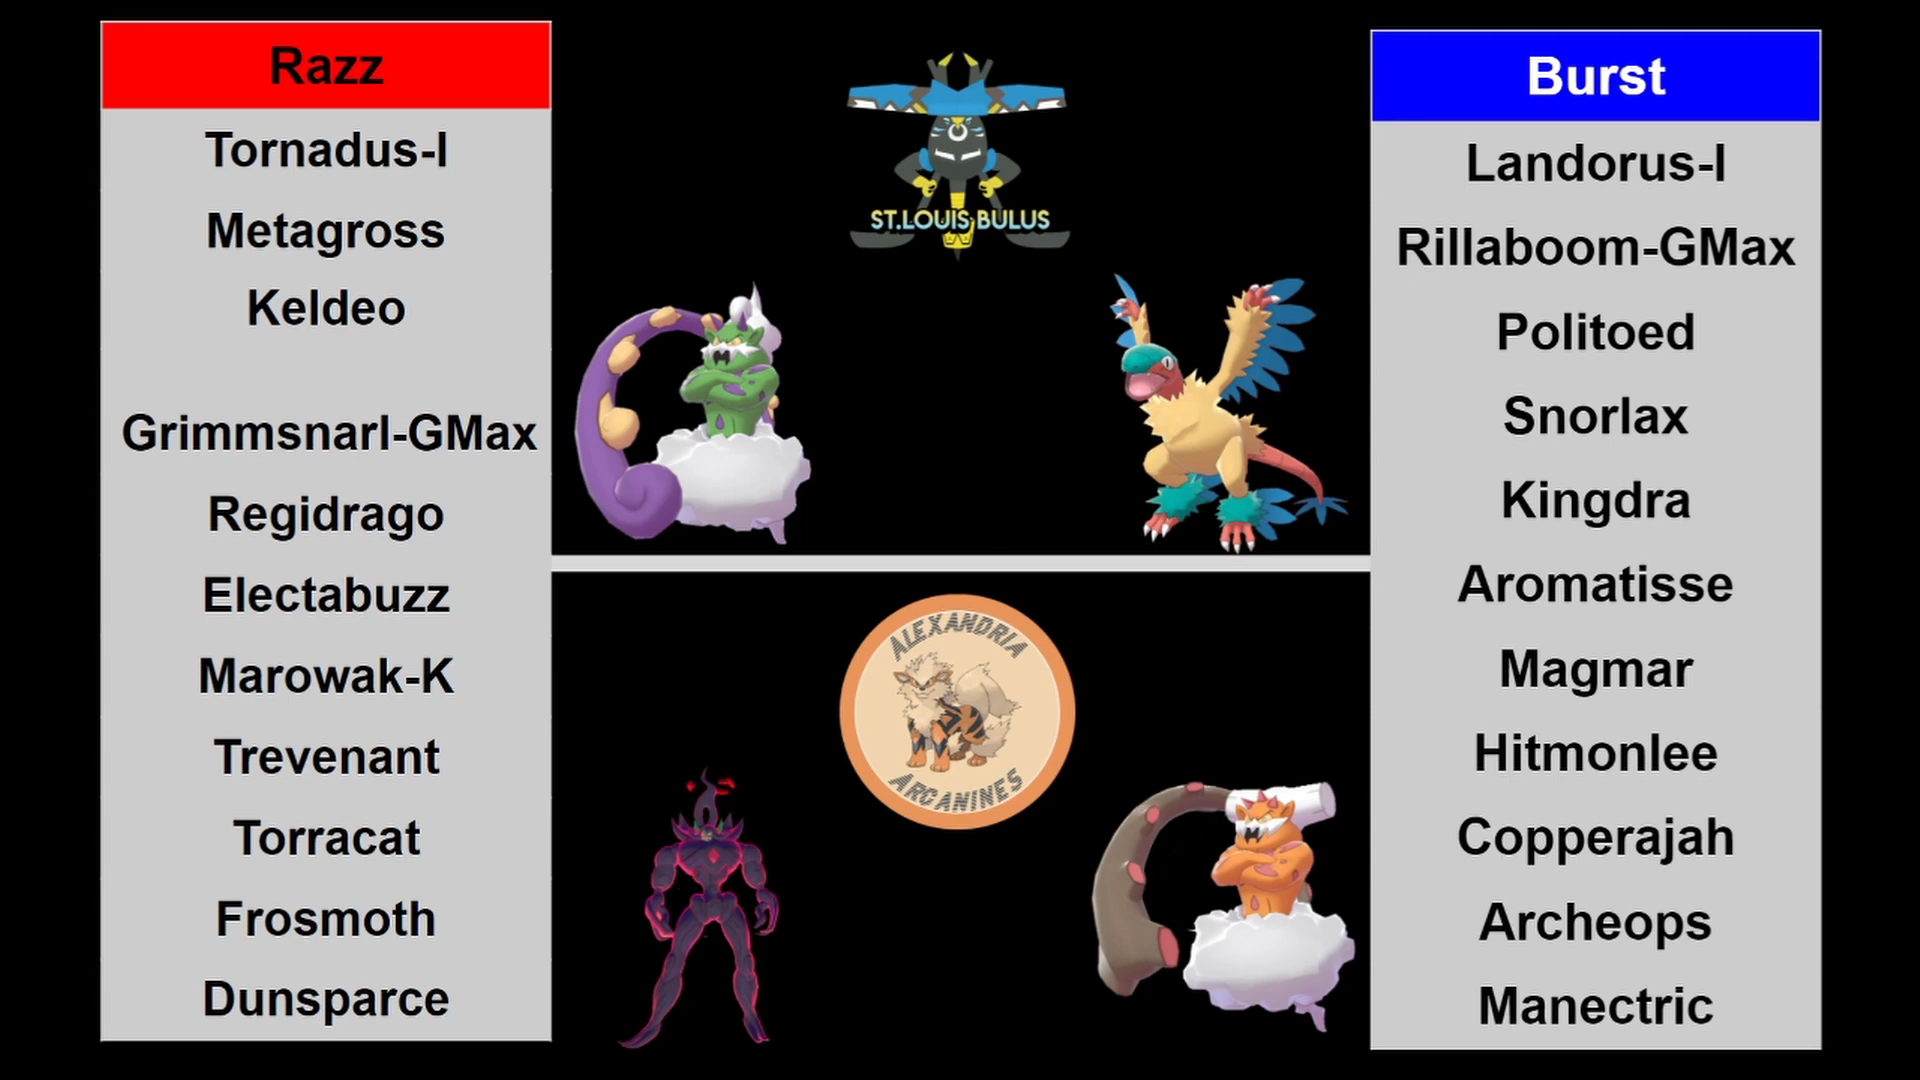 Razz
Tornadus-I
Metagross
Keldeo
Grimmsnarl-GMax
Regidrago
Electabuzz
Marowak-K
Trevenant
Torracat
Frosmoth
Dunsparce
ST.LOUIS BULUS
ALEXANDRIA
ARCANINES
Burst
Landorus-I
Rillaboom-GMax
Politoed
Snorlax
Kingdra
Aromatisse
Magmar
Hitmonlee
Copperajah
Archeops
Manectric